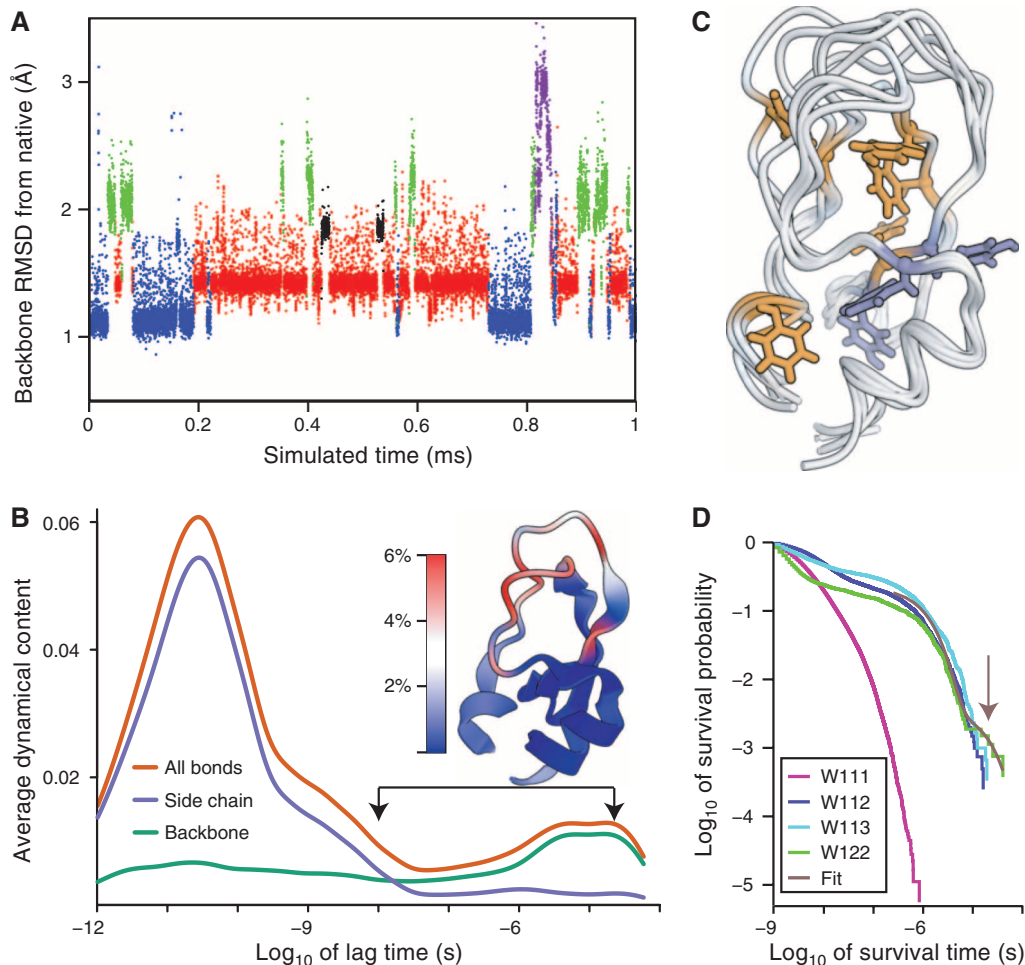 A
Backbone RMSD from native (Å)
3
2
1
0
0.2
0.4
0.6
0.8
1
Simulated time (ms)
C
B
Average dynamical content
0.06
0.04
0.02
6%
4%
2%
All bonds
Side chain
Backbone
−12
−9
−6
Log10 of lag time (s)
D
Log10 of survival probability
0
−1
−2
−3
−4
−5
W111
W112
W113
W122
Fit
−9
−6
Log10 of survival time (s)